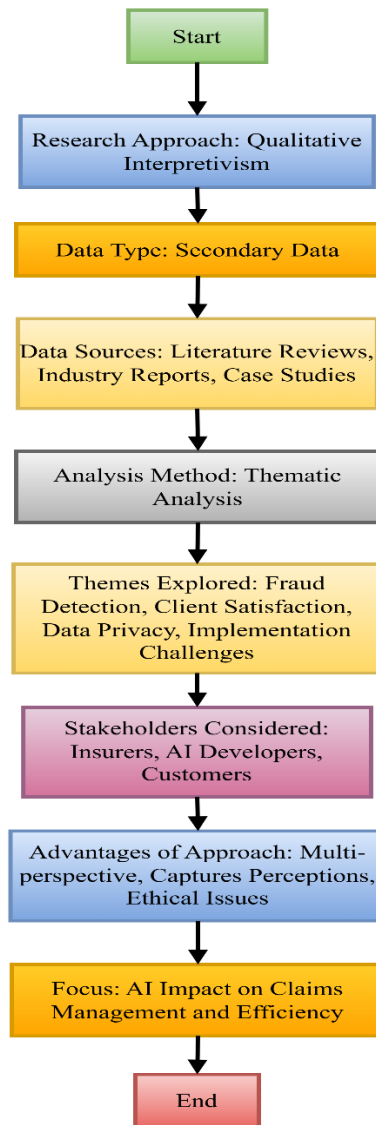 Start
Research Approach: Qualitative
Interpretivism
Data Type: Secondary Data
Data Sources: Literature Reviews,
Industry Reports, Case Studies
Analysis Method: Thematic
Analysis
Themes Explored: Fraud
Detection, Client Satisfaction,
Data Privacy, Implementation
Challenges
Stakeholders Considered:
Insurers, AI Developers,
Customers
Advantages of Approach: Multi-
perspective, Captures Perceptions,
Ethical Issues
Focus: AI Impact on Claims
Management and Efficiency
End